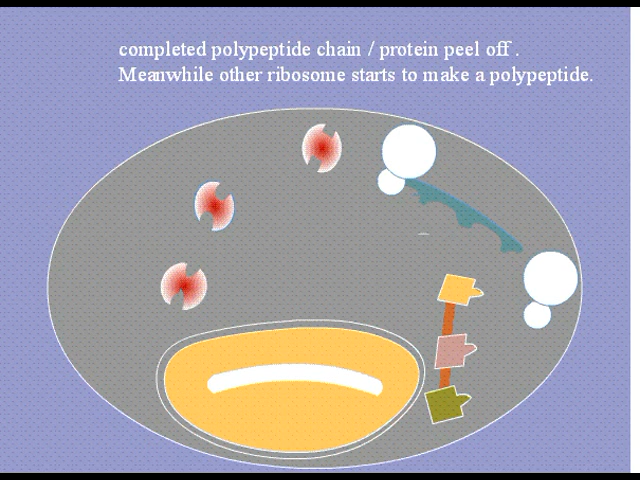 completed polypeptide chain / protein peel off .
Meanwhile other ribosome starts to make a polypeptide.